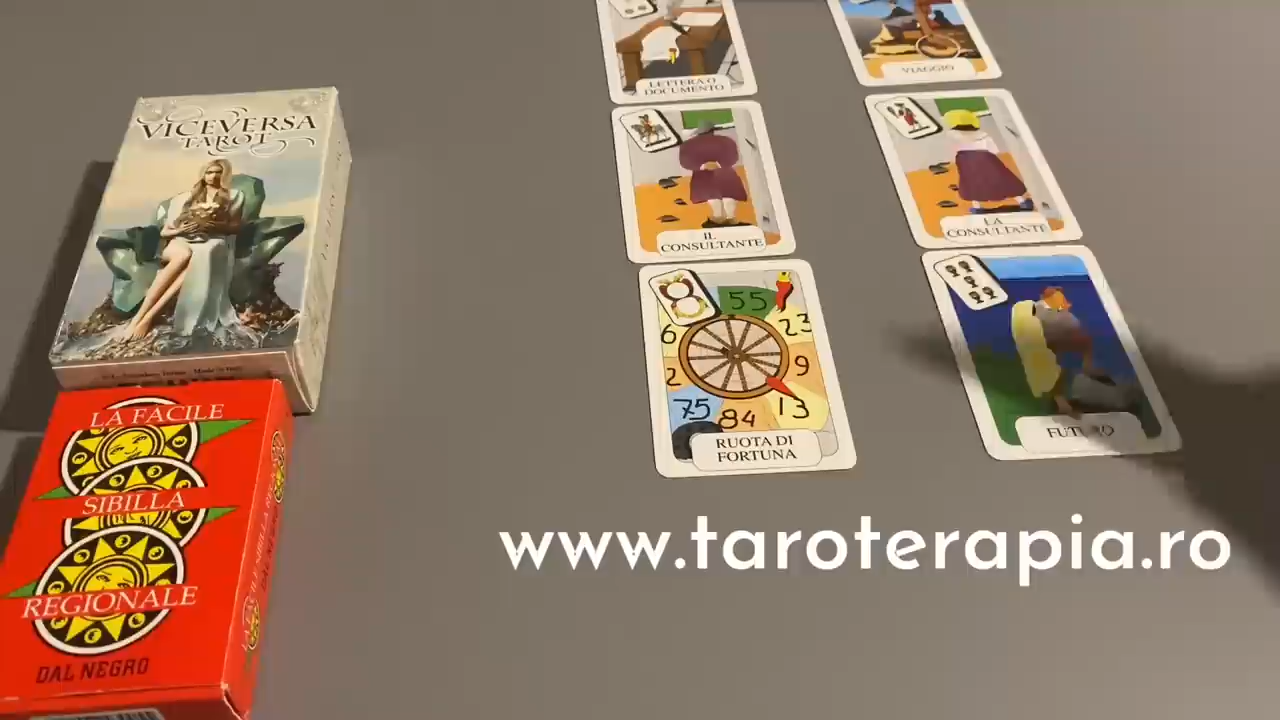 VICEVERSA
TAROT
LA FACILE
SIBILLA
REGIONALE
DAL NEGRO
LETTERA O
DOCUMENTO
VIAGGIO
IL
CONSULTANTE
LA
CONSULTANTE
55
6
23
2
9
75
84
13
RUOTA DI
FORTUNA
FUTURO
www.taroterapia.ro